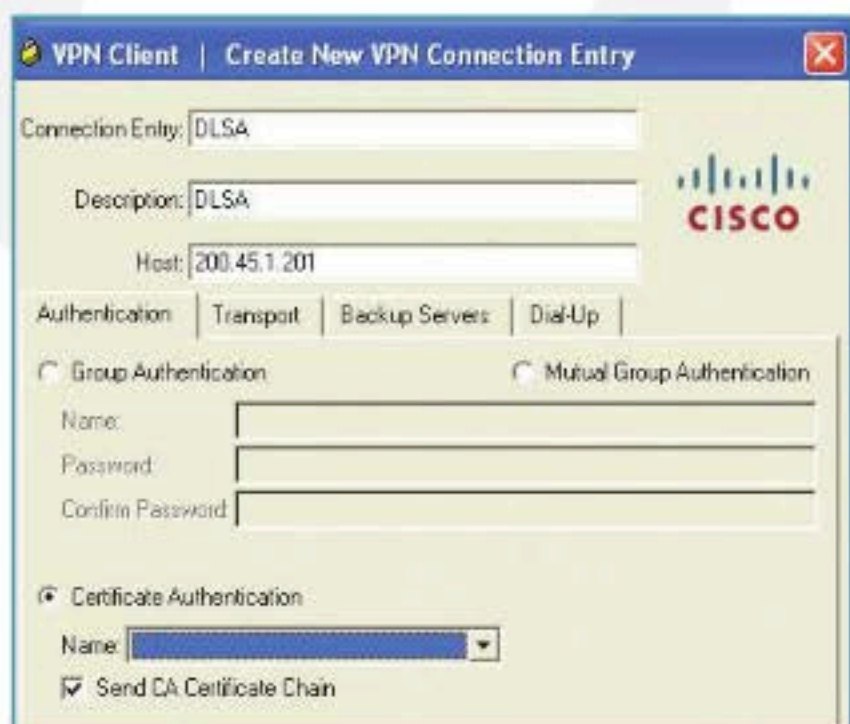 VPN Client | Create New VPN Connection Entry
Connection Entry: DLSA
CISCO
Description: DLSA
Host: 200.45.1.201
Authentication | Transport | Backup Servers | Dial-Up |
Group Authentication Mutual Group Authentication
Name:
Password:
Confirm Password:
Certificate Authentication
Name:
Send CA Certificate Chain